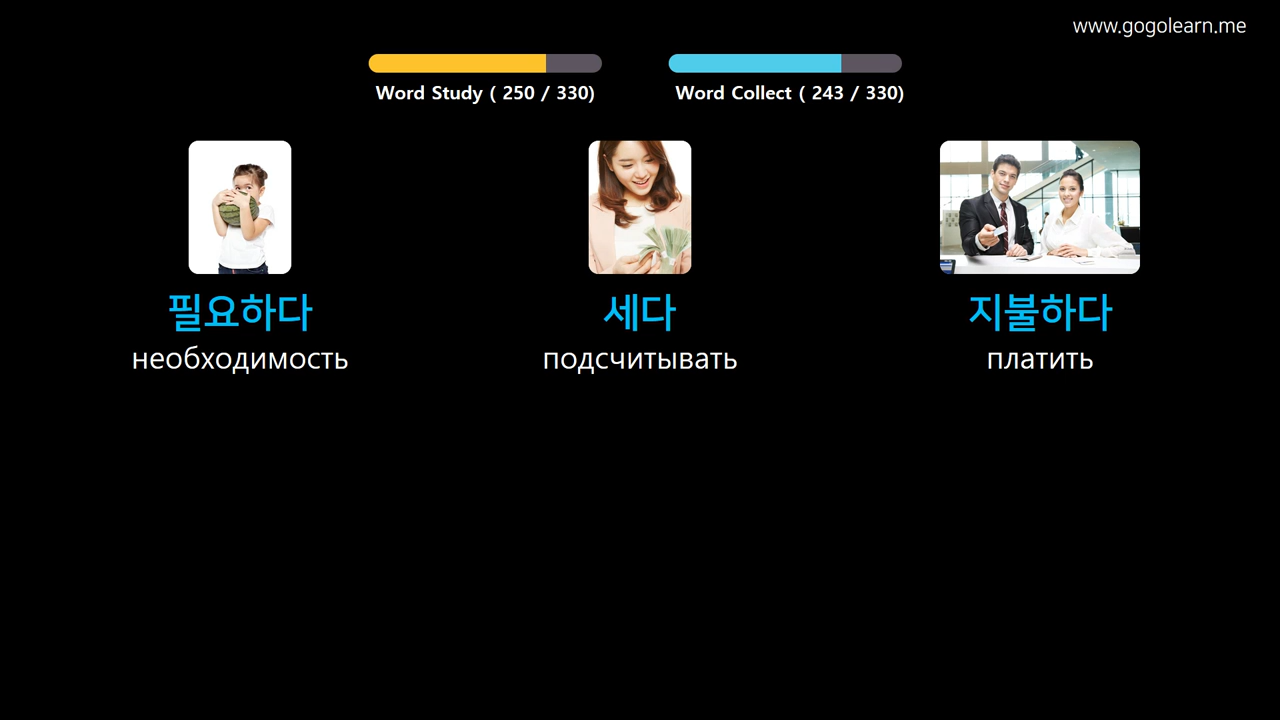 www.gogolearn.me
Word Study ( 250 / 330)
Word Collect ( 243 / 330)
필요하다
необходимость
세다
подсчитывать
지불하다
платить